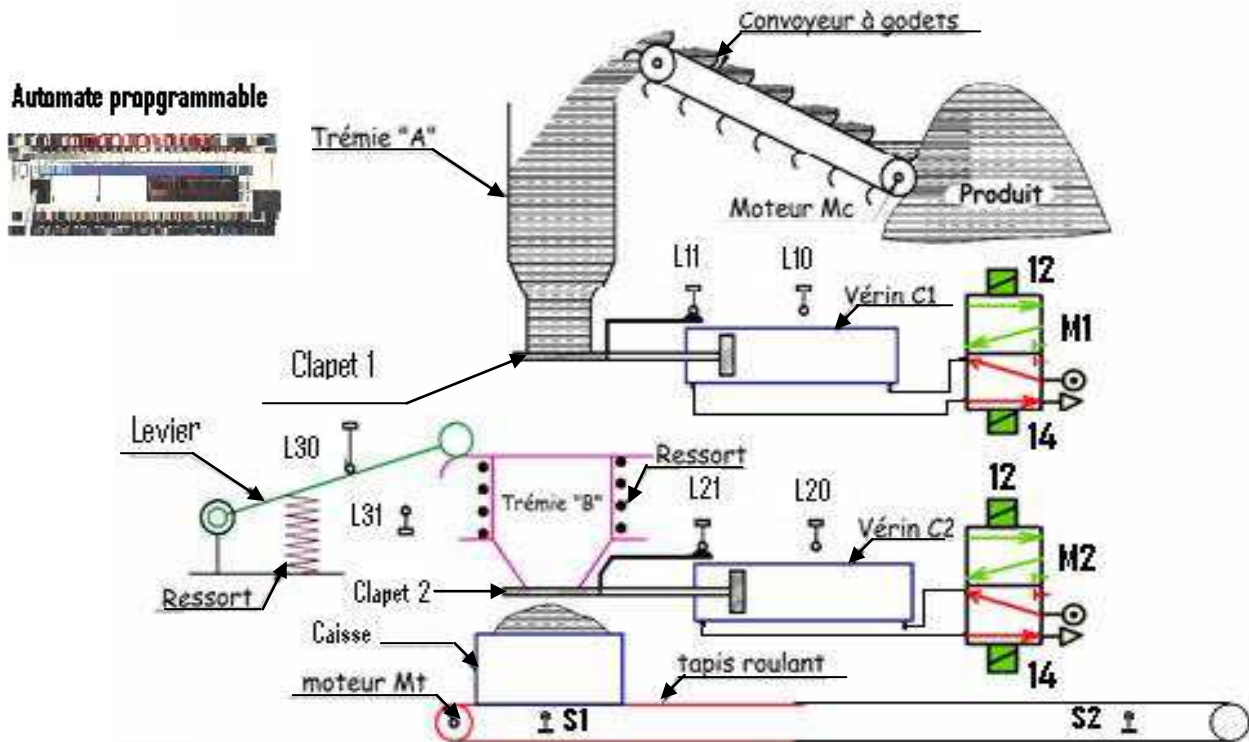 Convoyeur à godets
Automate propgrammable
Trémie "A"
Moteur Mc
Produit
L11
L10
12
Vérin C1
M1
Clapet 1
14
Levier
L30
Ressort
L21
L20
12
Trémie "B"
L31
Vérin C2
M2
Ressort
Clapet 2
Caisse
tapis roulant
14
moteur Mt
S1
S2